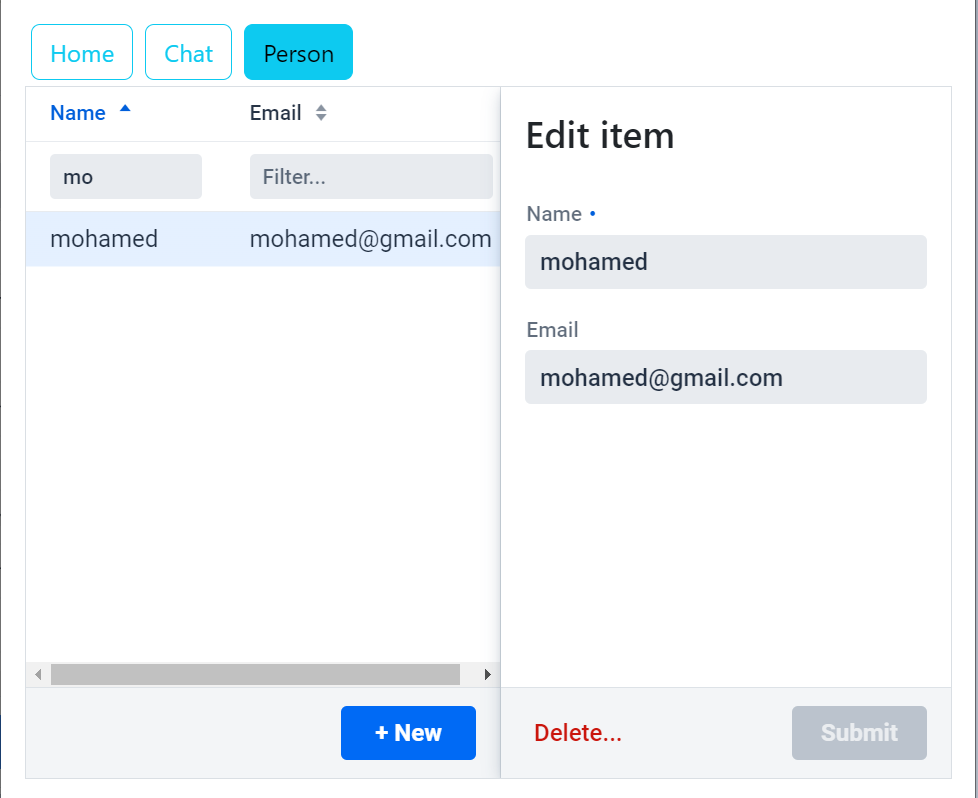 Home Chat Person
Name Email
mo Filter...
mohamed mohamed@gmail.com
+ New
Edit item
Name •
mohamed
Email
mohamed@gmail.com
Delete... Submit